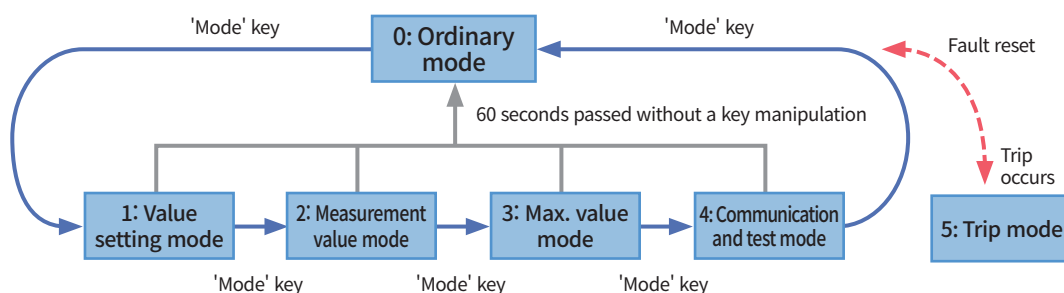 'Mode' key
0: Ordinary
mode
'Mode' key
Fault reset
60 seconds passed without a key manipulation
Trip
occurs
1: Value
setting mode
2: Measurement
value mode
3: Max. value
mode
4: Communication
and test mode
5: Trip mode
'Mode' key
'Mode' key
'Mode' key